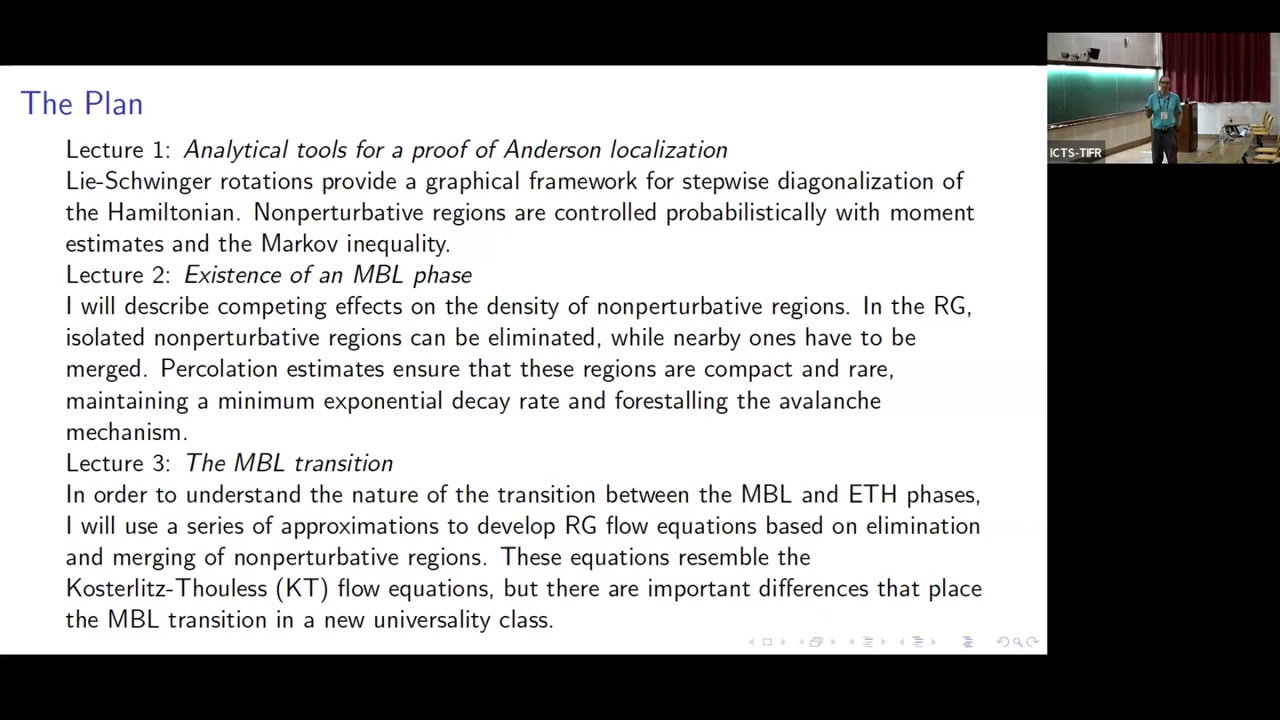 The Plan
Lecture 1: Analytical tools for a proof of Anderson localization
Lie-Schwinger rotations provide a graphical framework for stepwise diagonalization of
the Hamiltonian. Nonperturbative regions are controlled probabilistically with moment
estimates and the Markov inequality.
Lecture 2: Existence of an MBL phase
I will describe competing effects on the density of nonperturbative regions. In the RG,
isolated nonperturbative regions can be eliminated, while nearby ones have to be
merged. Percolation estimates ensure that these regions are compact and rare,
maintaining a minimum exponential decay rate and forestalling the avalanche
mechanism.
Lecture 3: The MBL transition
In order to understand the nature of the transition between the MBL and ETH phases,
I will use a series of approximations to develop RG flow equations based on elimination
and merging of nonperturbative regions. These equations resemble the
Kosterlitz-Thouless (KT) flow equations, but there are important differences that place
the MBL transition in a new universality class.
ICTS-TIFR